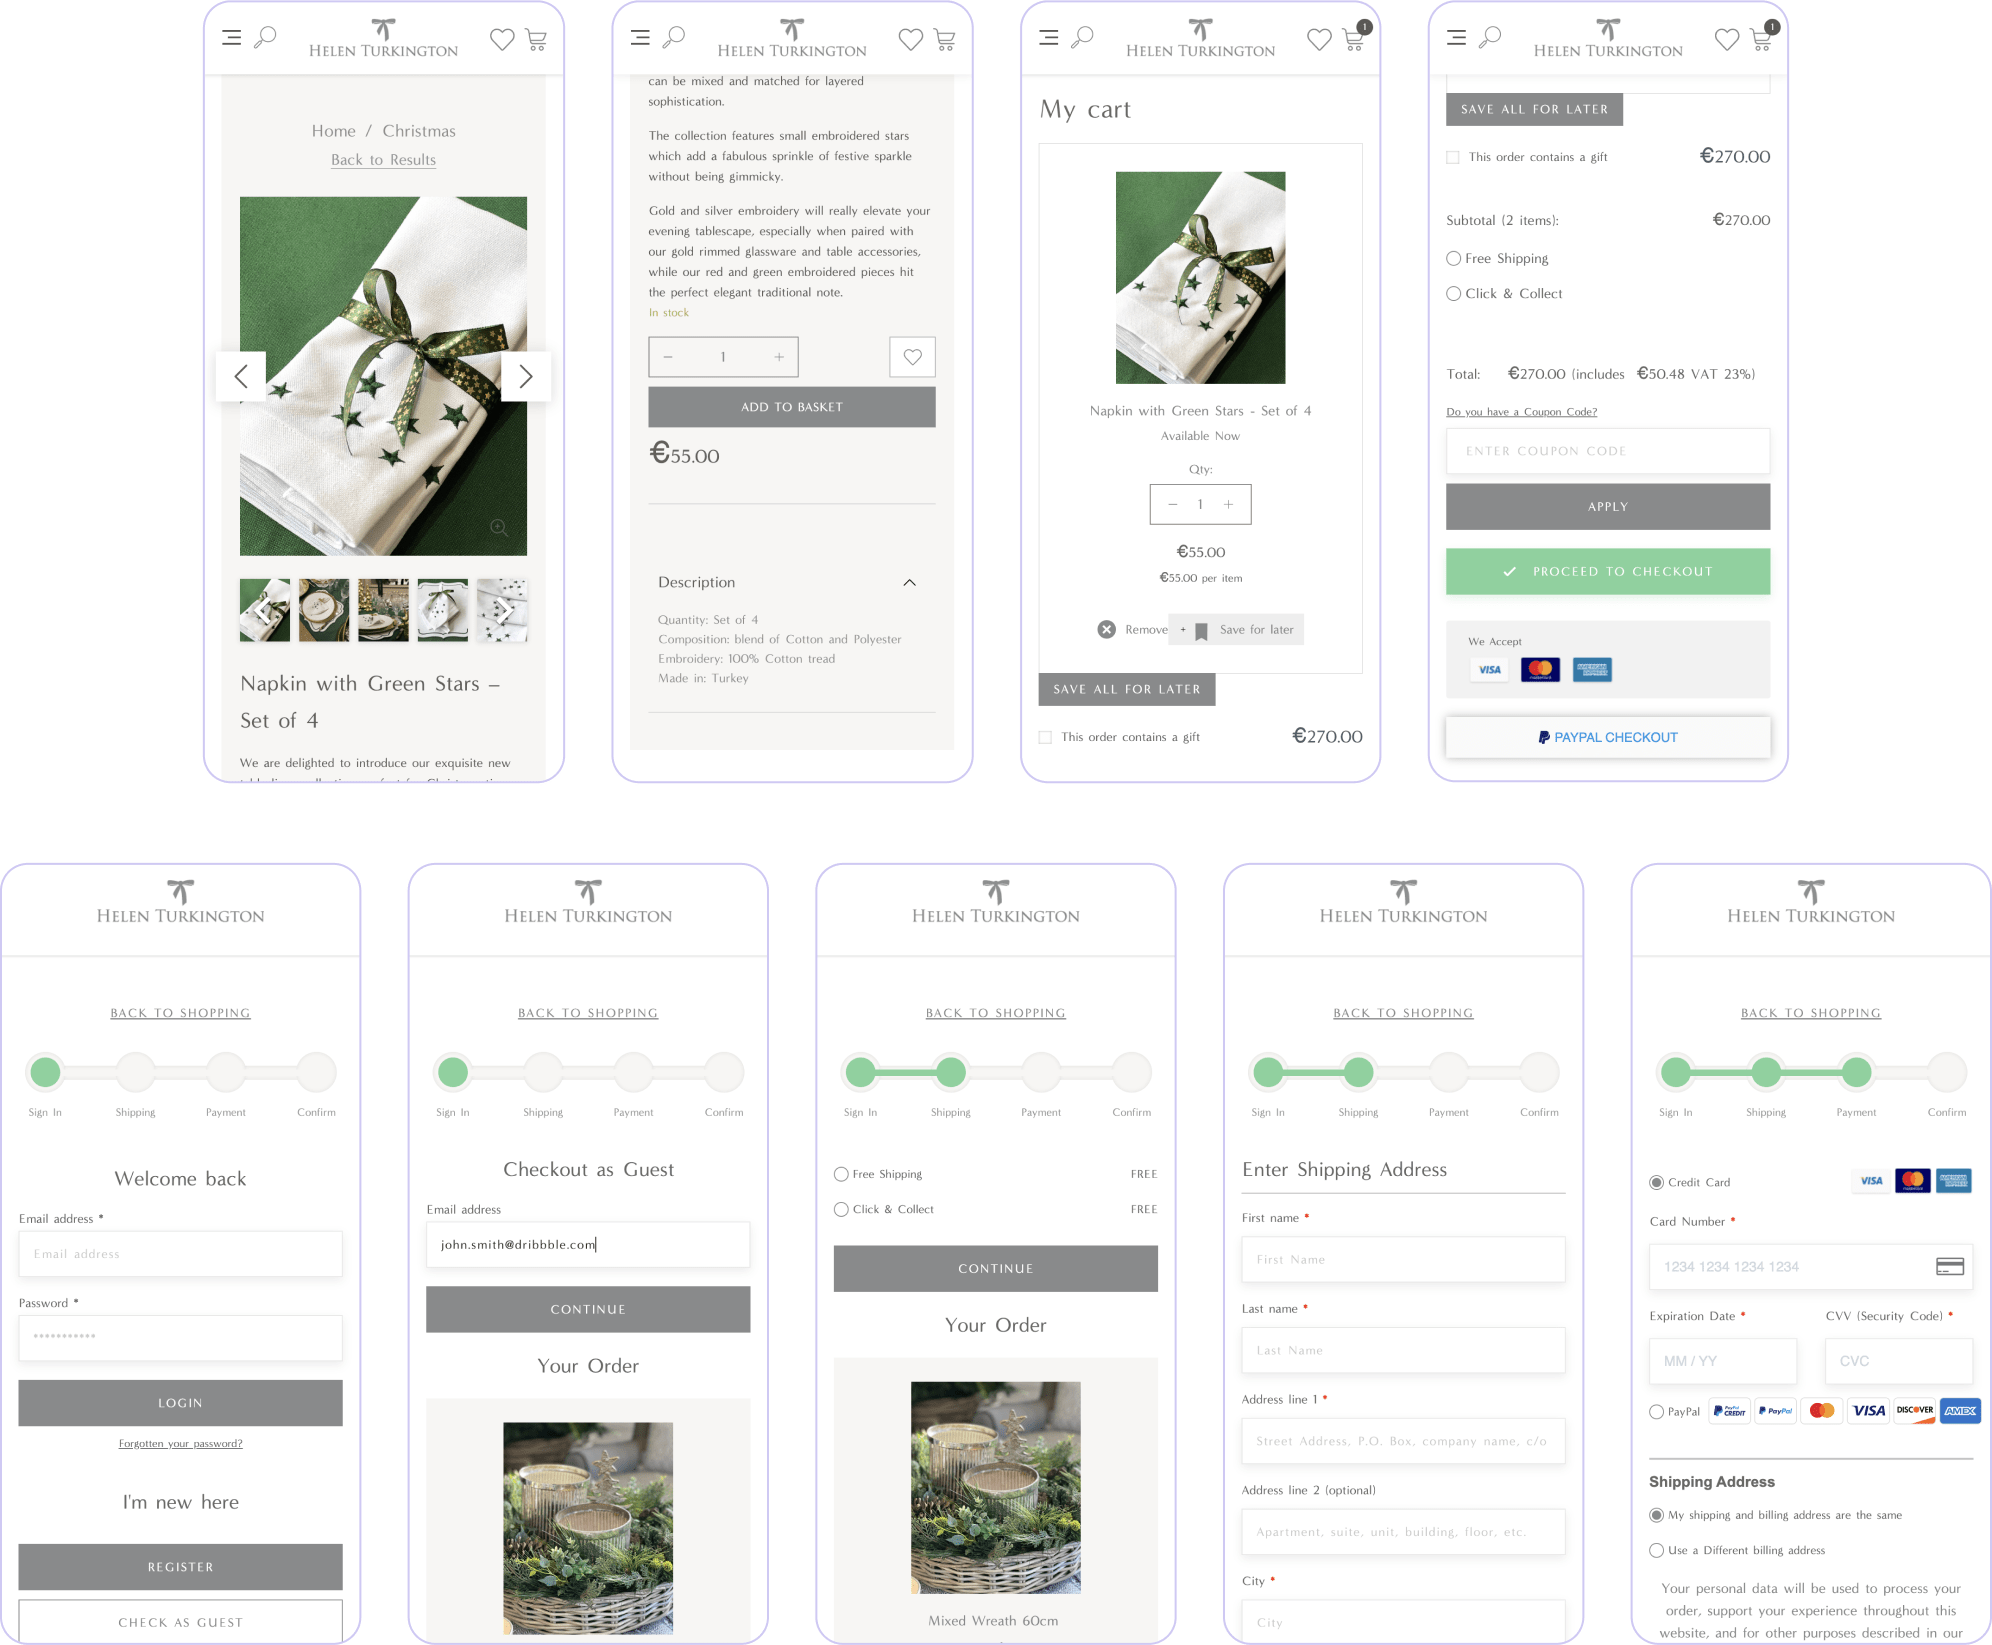 HELEN TURKINGTON
Home / Christmas
Back to Results
Napkin with Green Stars –
Set of 4
We are delighted to introduce our exquisite new
HELEN TURKINGTON
can be mixed and matched for layered
sophistication.
The collection features small embroidered stars
which add a fabulous sprinkle of festive sparkle
without being gimmicky.
Gold and silver embroidery will really elevate your
evening tablescape, especially when paired with
our gold rimmed glassware and table accessories,
while our red and green embroidered pieces hit
the perfect elegant traditional note.
In stock
− 1 +
ADD TO BASKET
€55.00
Description
Quantity: Set of 4
Composition: blend of Cotton and Polyester
Embroidery: 100% Cotton tread
Made in: Turkey
HELEN TURKINGTON
1
My cart
Napkin with Green Stars - Set of 4
Available Now
Qty:
− 1 +
€55.00
€55.00 per item
Remove + Save for later
SAVE ALL FOR LATER
This order contains a gift €270.00
HELEN TURKINGTON
1
SAVE ALL FOR LATER
This order contains a gift €270.00
Subtotal (2 items): €270.00
Free Shipping
Click & Collect
Total: €270.00 (includes €50.48 VAT 23%)
Do you have a Coupon Code?
ENTER COUPON CODE
APPLY
PROCEED TO CHECKOUT
We Accept
VISA
PAYPAL CHECKOUT
HELEN TURKINGTON
BACK TO SHOPPING
Sign In Shipping Payment Confirm
Welcome back
Email address *
Email address
Password *
LOGIN
Forgotten your password?
I'm new here
REGISTER
CHECK AS GUEST
HELEN TURKINGTON
BACK TO SHOPPING
Sign In Shipping Payment Confirm
Checkout as Guest
Email address
john.smith@dribbble.com
CONTINUE
Your Order
HELEN TURKINGTON
BACK TO SHOPPING
Sign In Shipping Payment Confirm
Free Shipping FREE
Click & Collect FREE
CONTINUE
Your Order
Mixed Wreath 60cm
HELEN TURKINGTON
BACK TO SHOPPING
Sign In Shipping Payment Confirm
Enter Shipping Address
First name *
First Name
Last name *
Last Name
Address line 1 *
Street Address, P.O. Box, company name, c/o
Address line 2 (optional)
Apartment, suite, unit, building, floor, etc.
City *
City
HELEN TURKINGTON
BACK TO SHOPPING
Sign In Shipping Payment Confirm
Credit Card VISA
Card Number *
1234 1234 1234 1234
Expiration Date * CVV (Security Code) *
MM / YY CVC
PayPal PayPal CREDIT PayPal VISA DISCOVER AMEX
Shipping Address
My shipping and billing address are the same
Use a Different billing address
Your personal data will be used to process your
order, support your experience throughout this
website, and for other purposes described in our